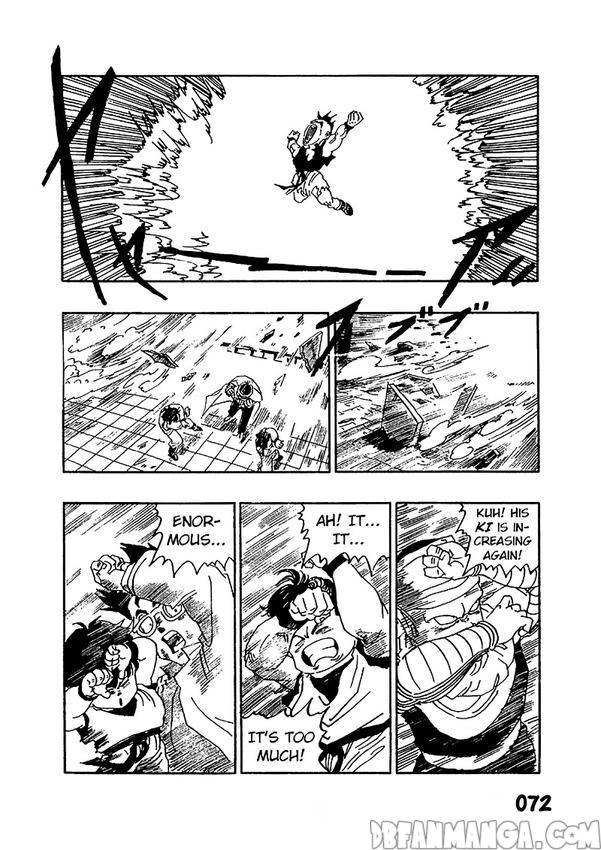 KUH! HIS
KI IS IN-
CREASING
AGAIN!
AH! IT...
IT...
IT'S TOO
MUCH!
ENOR-
MOUS...
072
DBFANMANGA.COM